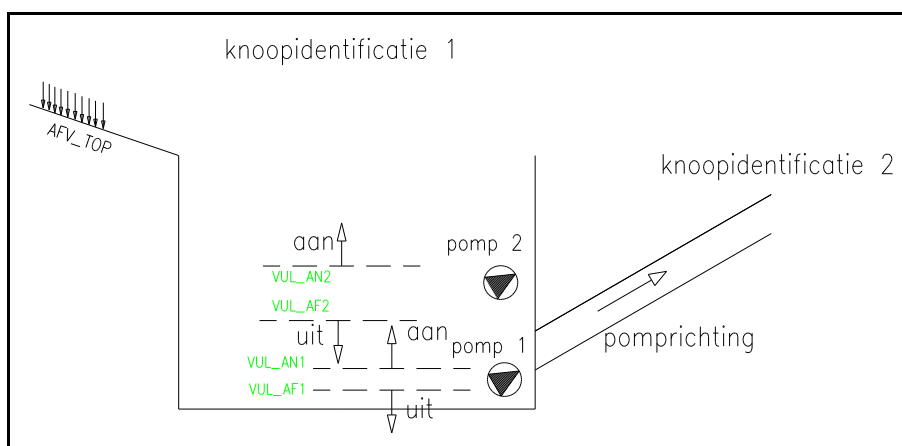 knoopidentificatie 1
AFV_TOP
knoopidentificatie 2
aan
pomp 2
VUL_AN2
VUL_AF2
uit
aan
pomp 1
pomprichting
VUL_AN1
VUL_AF1
uit